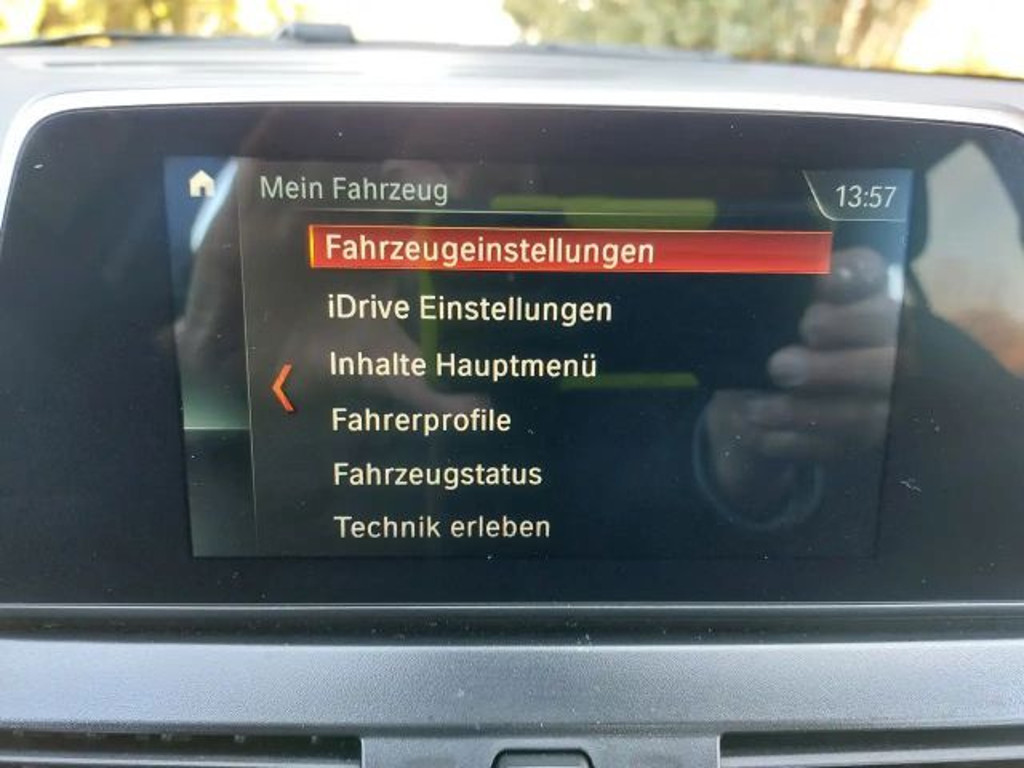 Mein Fahrzeug
13:57
Fahrzeugeinstellungen
iDrive Einstellungen
Inhalte Hauptmenü
Fahrerprofile
Fahrzeugstatus
Technik erleben